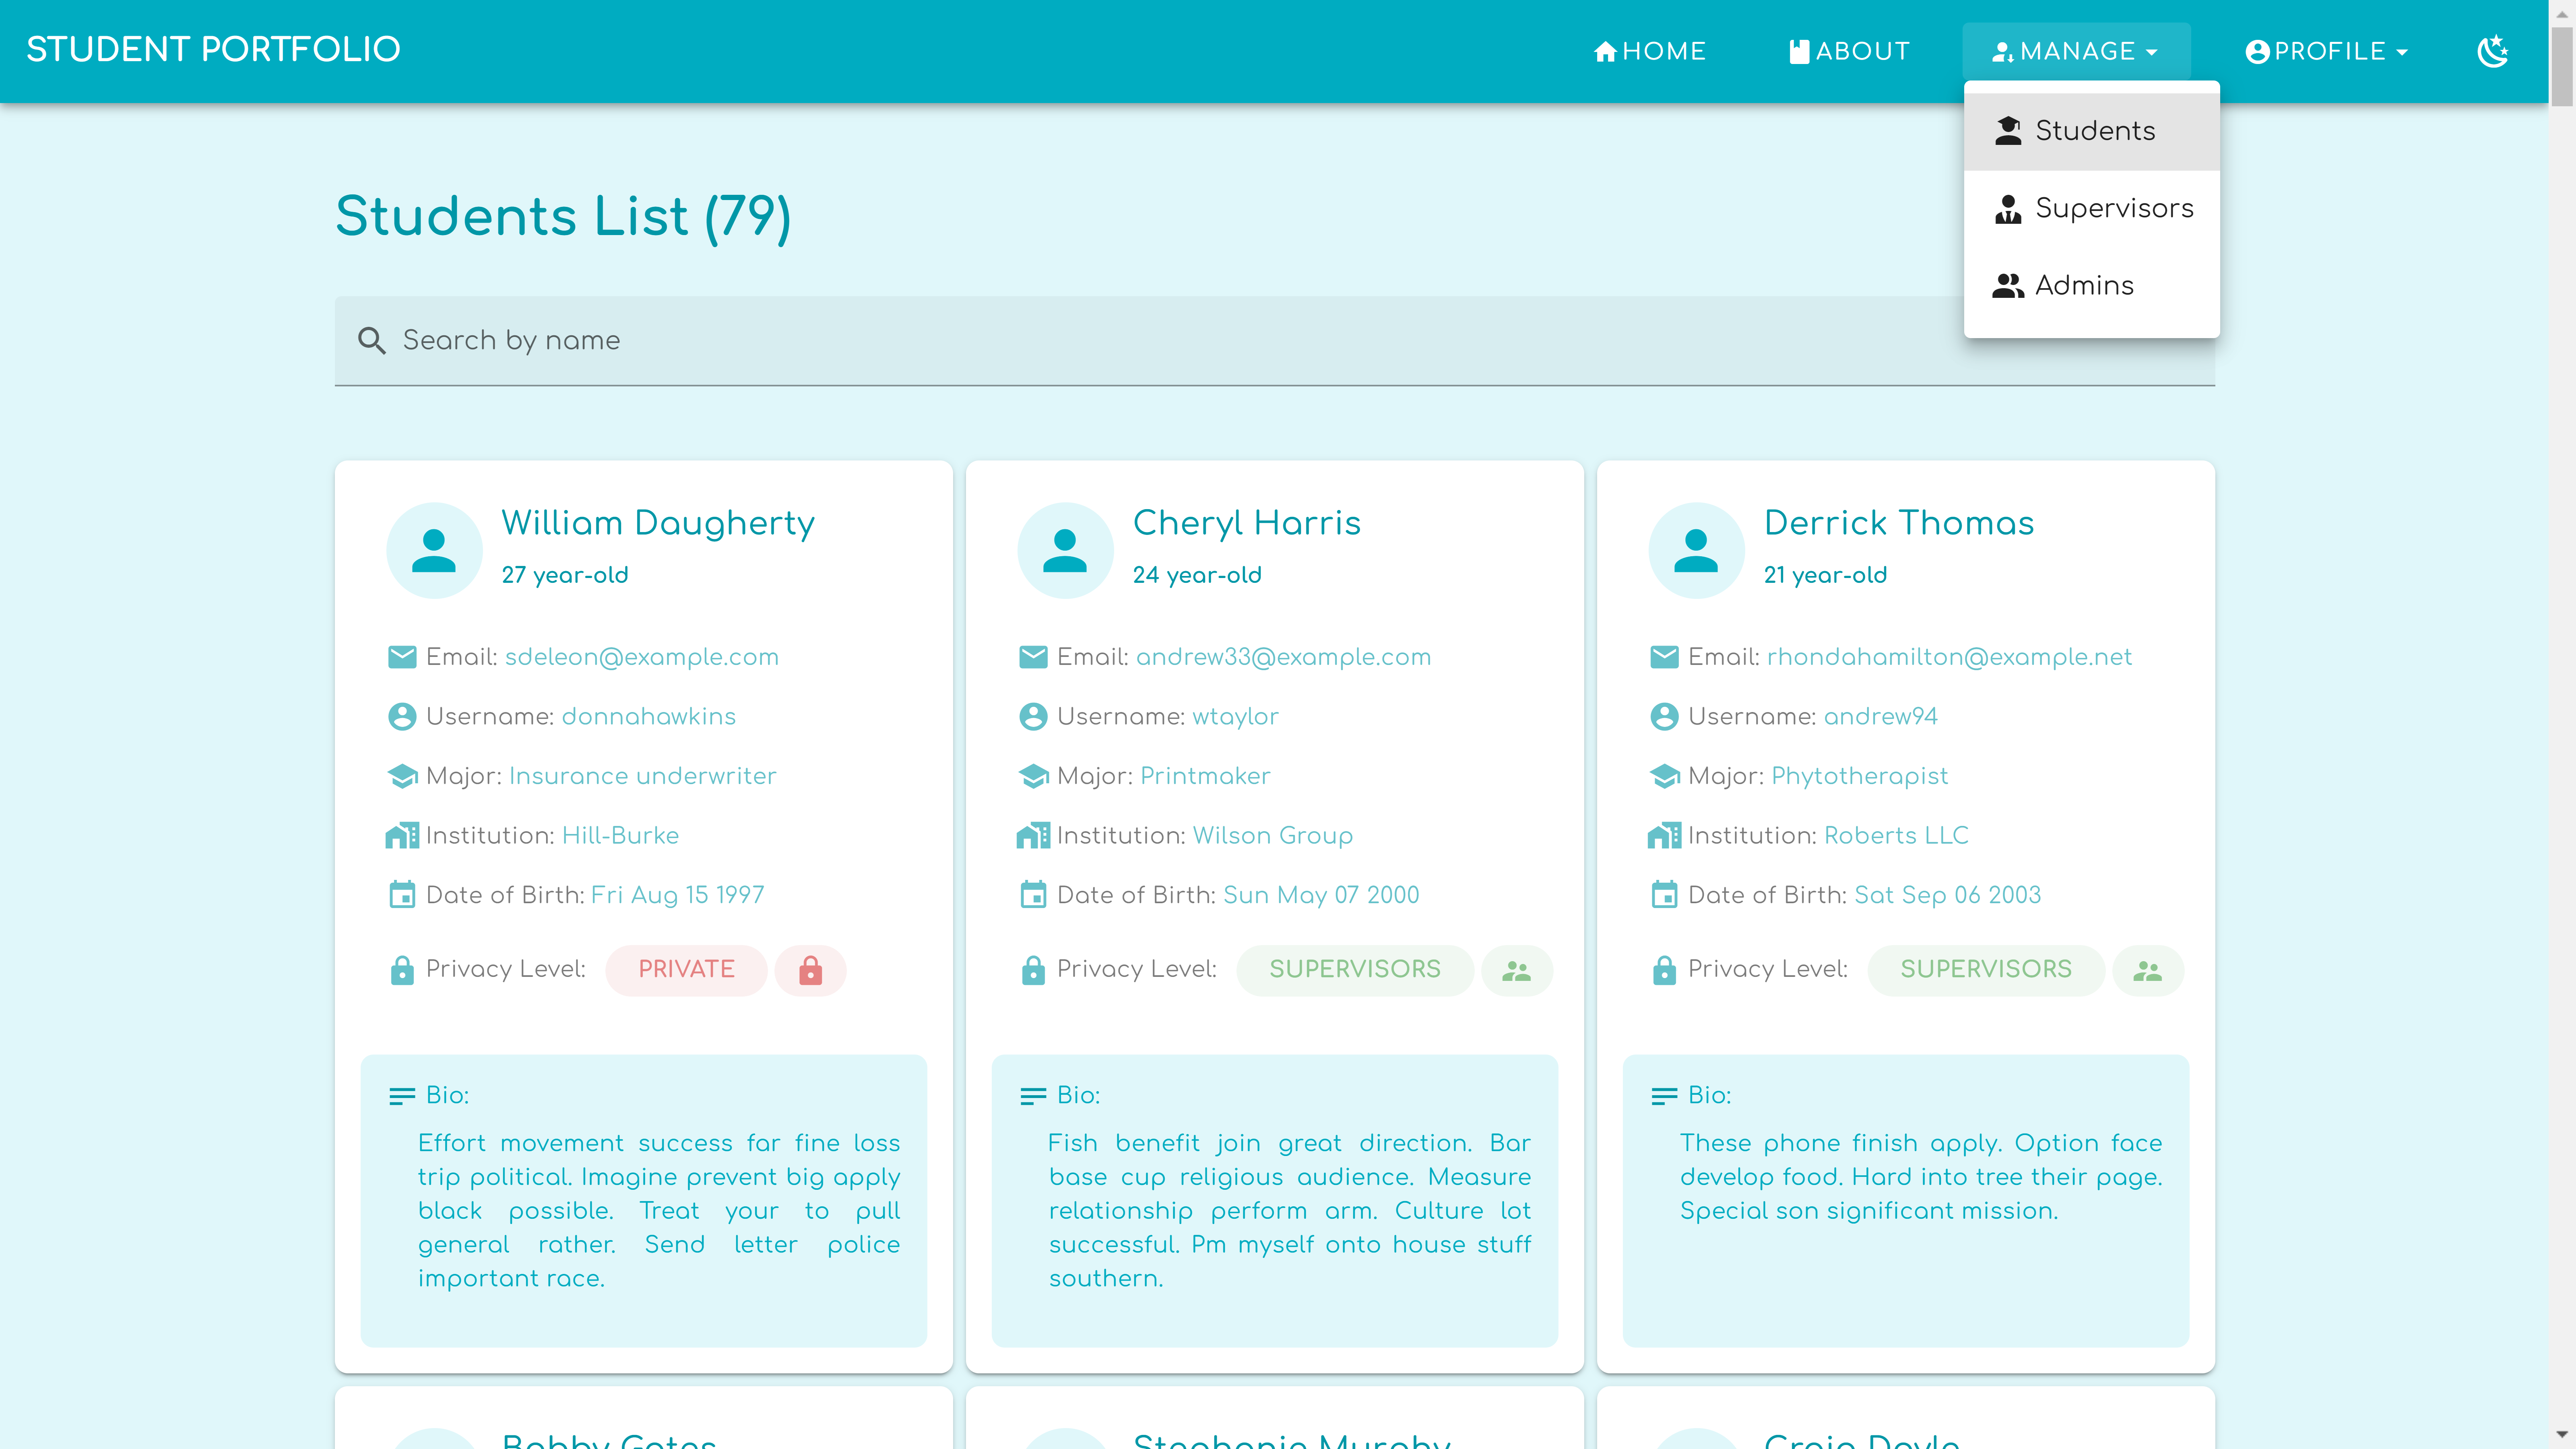 STUDENT PORTFOLIO
HOME
ABOUT
MANAGE
PROFILE
Students
Supervisors
Admins
Students List (79)
Search by name
William Daugherty
27 year-old
Email: sdeleon@example.com
Username: donnahawkins
Major: Insurance underwriter
Institution: Hill-Burke
Date of Birth: Fri Aug 15 1997
Privacy Level: PRIVATE
Bio:
Effort movement success far fine loss
trip political. Imagine prevent big apply
black possible. Treat your to pull
general rather. Send letter police
important race.
Cheryl Harris
24 year-old
Email: andrew33@example.com
Username: wtaylor
Major: Printmaker
Institution: Wilson Group
Date of Birth: Sun May 07 2000
Privacy Level: SUPERVISORS
Bio:
Fish benefit join great direction. Bar
base cup religious audience. Measure
relationship perform arm. Culture lot
successful. Pm myself onto house stuff
southern.
Derrick Thomas
21 year-old
Email: rhondahamilton@example.net
Username: andrew94
Major: Phytotherapist
Institution: Roberts LLC
Date of Birth: Sat Sep 06 2003
Privacy Level: SUPERVISORS
Bio:
These phone finish apply. Option face
develop food. Hard into tree their page.
Special son significant mission.
Bobby Gates
Stephanie Murphy
Craig Doyle